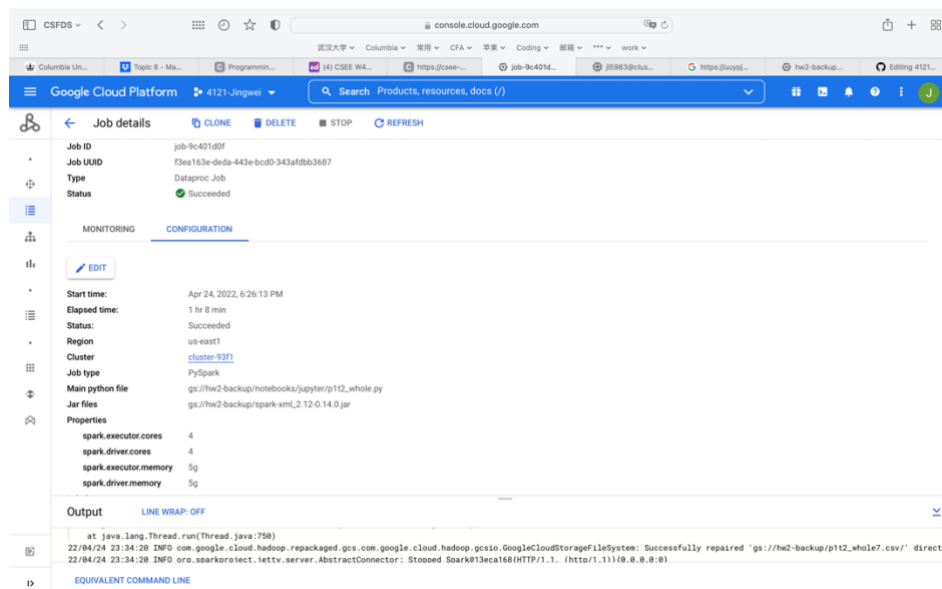 CSFDS
console.cloud.google.com
武汉大学 Columbia 常用 CFA 苹果 Coding 邮箱 *** work
Columbia Un... Topic 6 - Ma... Programmin... (4) CSEE W4... https://csee-... job-9c401d... jl5983@clus... https://uuypj... hw2-backup... Editing 4121...
Google Cloud Platform 4121-Jingwei Search Products, resources, docs (/) J
Job details CLONE DELETE STOP REFRESH
Job ID job-9c401d0f
Job UUID f3ea163e-deda-443e-bcd0-343afdbb3687
Type Dataproc Job
Status Succeeded
MONITORING CONFIGURATION
EDIT
Start time: Apr 24, 2022, 6:26:13 PM
Elapsed time: 1 hr 8 min
Status: Succeeded
Region us-east1
Cluster cluster-93f1
Job type PySpark
Main python file gs://hw2-backup/notebooks/jupyter/p1t2_whole.py
Jar files gs://hw2-backup/spark-xml_2.12-0.14.0.jar
Properties
spark.executor.cores 4
spark.driver.cores 4
spark.executor.memory 5g
spark.driver.memory 5g
Output LINE WRAP: OFF
at java.lang.Thread.run(Thread.java:750)
22/04/24 23:34:20 INFO com.google.cloud.hadoop.repackaged.gcs.com.google.cloud.hadoop.gcsio.GoogleCloudStorageFileSystem: Successfully repaired 'gs://hw2-backup/p1t2_whole7.csv/' direct
22/04/24 23:34:20 INFO org.sparkproject.jetty.server.AbstractConnector: Stopped Spark@13eca168{HTTP/1.1, (http/1.1)}{0.0.0.0:0}
EQUIVALENT COMMAND LINE